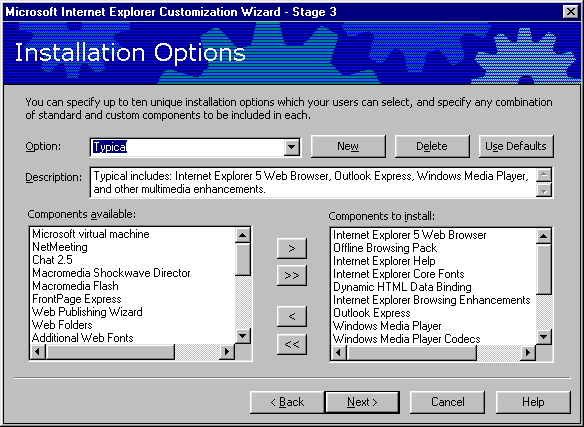 Microsoft Internet Explorer Customization Wizard - Stage 3
Installation Options
You can specify up to ten unique installation options which your users can select, and specify any combination
of standard and custom components to be included in each.
Option:
Typical
New
Delete
Use Defaults
Description:
Typical includes: Internet Explorer 5 Web Browser, Outlook Express, Windows Media Player,
and other multimedia enhancements.
Components available:
Microsoft virtual machine
NetMeeting
Chat 2.5
Macromedia Shockwave Director
Macromedia Flash
FrontPage Express
Web Publishing Wizard
Web Folders
Additional Web Fonts
>
>>
<
<<
Components to install:
Internet Explorer 5 Web Browser
Offline Browsing Pack
Internet Explorer Help
Internet Explorer Core Fonts
Dynamic HTML Data Binding
Internet Explorer Browsing Enhancements
Outlook Express
Windows Media Player
Windows Media Player Codecs
< Back
Next >
Cancel
Help